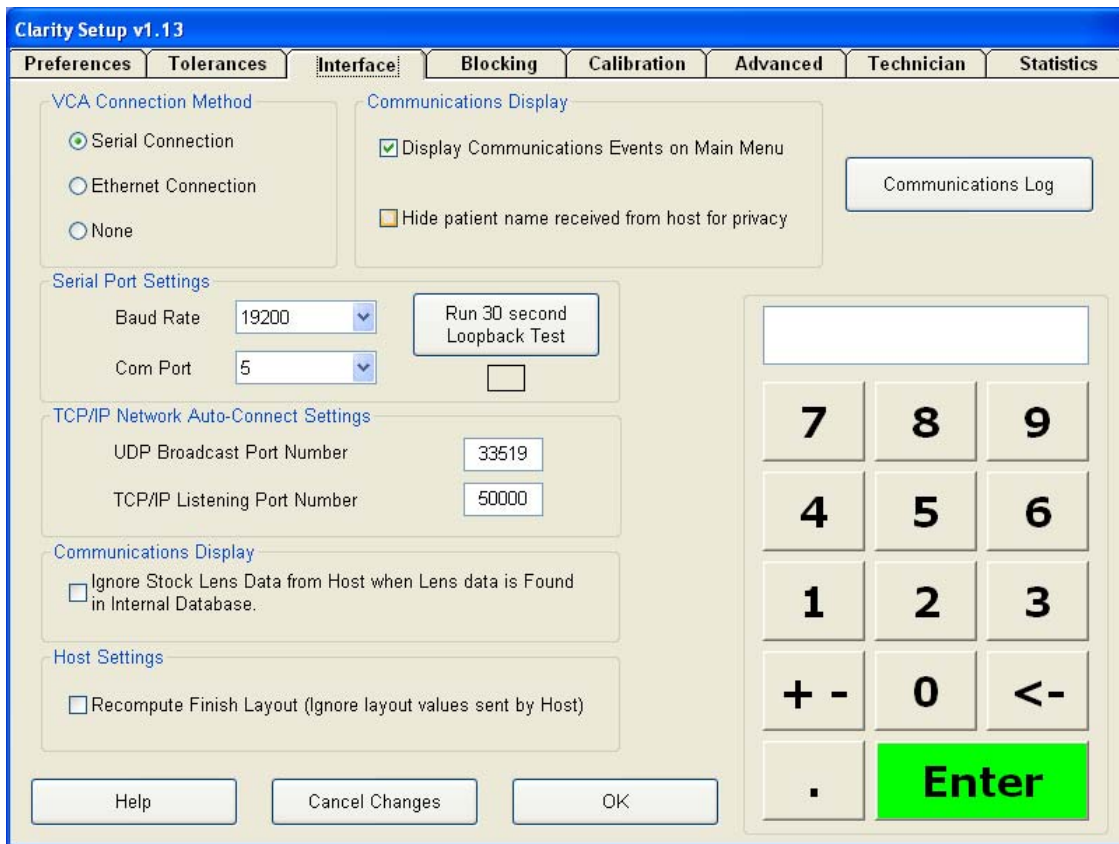 Clarity Setup v1.13
Preferences
Tolerances
Interface
Blocking
Calibration
Advanced
Technician
Statistics
VCA Connection Method
Serial Connection
Ethernet Connection
None
Communications Display
Display Communications Events on Main Menu
Hide patient name received from host for privacy
Communications Log
Serial Port Settings
Baud Rate
19200
Com Port
5
Run 30 second
Loopback Test
TCP/IP Network Auto-Connect Settings
UDP Broadcast Port Number
33519
TCP/IP Listening Port Number
50000
Communications Display
Ignore Stock Lens Data from Host when Lens data is Found
in Internal Database.
Host Settings
Recompute Finish Layout (Ignore layout values sent by Host)
Help
Cancel Changes
OK
7
8
9
4
5
6
1
2
3
+ -
0
<-
.
Enter